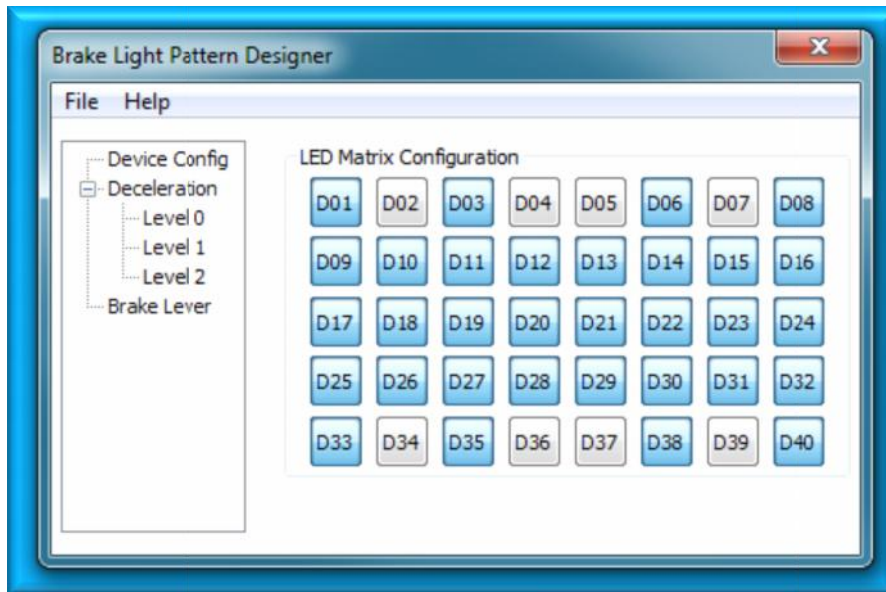 Brake Light Pattern Designer
File Help
Device Config
Deceleration
Level 0
Level 1
Level 2
Brake Lever
LED Matrix Configuration
D01 D02 D03 D04 D05 D06 D07 D08
D09 D10 D11 D12 D13 D14 D15 D16
D17 D18 D19 D20 D21 D22 D23 D24
D25 D26 D27 D28 D29 D30 D31 D32
D33 D34 D35 D36 D37 D38 D39 D40